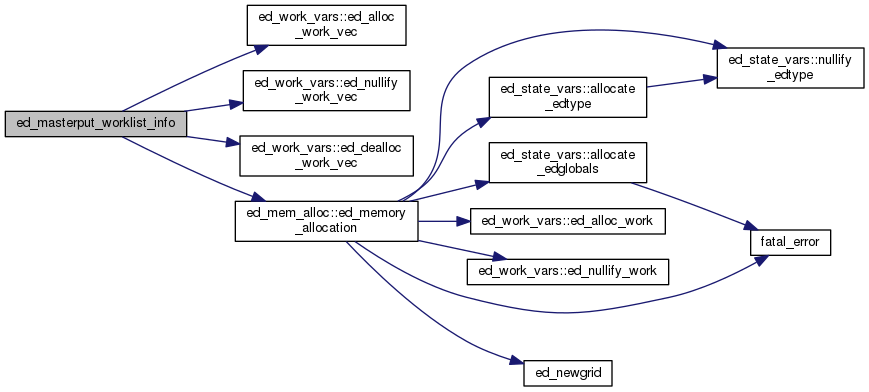 ed_masterput_worklist_info
ed_work_vars::ed_alloc
_work_vec
ed_work_vars::ed_nullify
_work_vec
ed_work_vars::ed_dealloc
_work_vec
ed_mem_alloc::ed_memory
_allocation
ed_state_vars::allocate
_edtype
ed_state_vars::allocate
_edglobals
ed_work_vars::ed_alloc_work
ed_work_vars::ed_nullify_work
ed_newgrid
ed_state_vars::nullify
_edtype
fatal_error